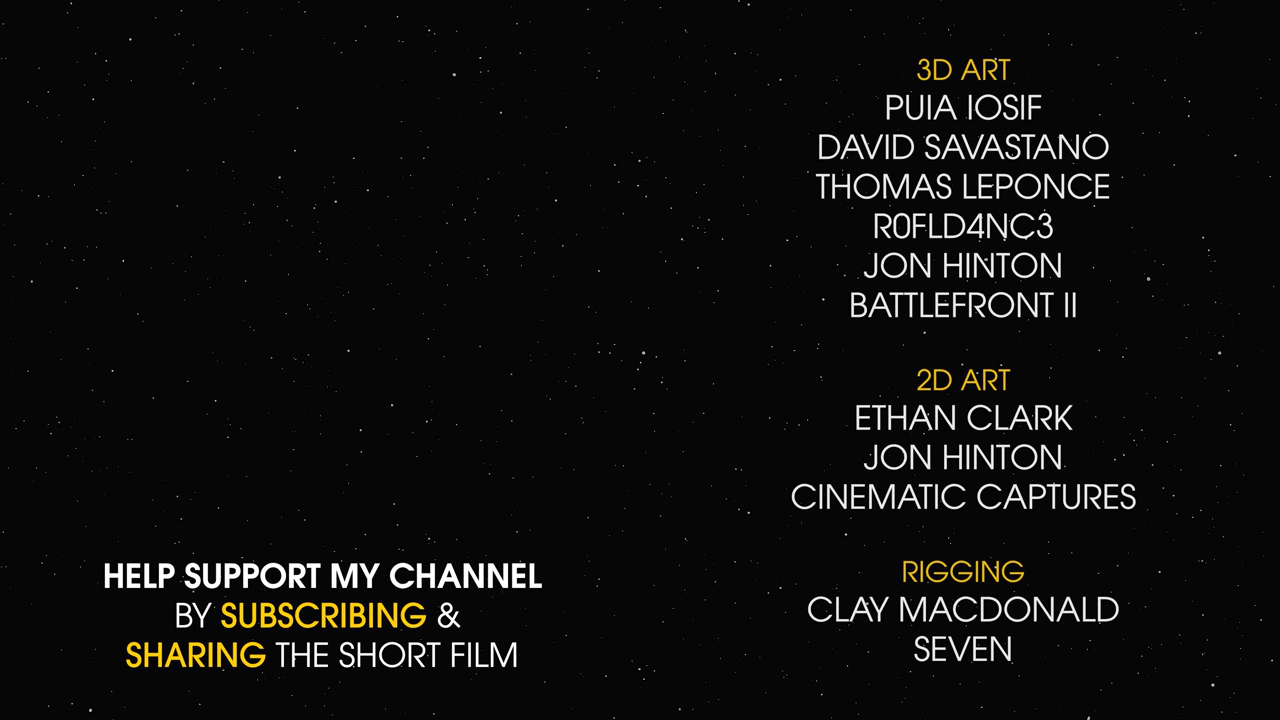 3D ART
PUIA IOSIF
DAVID SAVASTANO
THOMAS LEPONCE
R0FLD4NC3
JON HINTON
BATTLEFRONT II
2D ART
ETHAN CLARK
JON HINTON
CINEMATIC CAPTURES
RIGGING
CLAY MACDONALD
SEVEN
HELP SUPPORT MY CHANNEL
BY SUBSCRIBING &
SHARING THE SHORT FILM